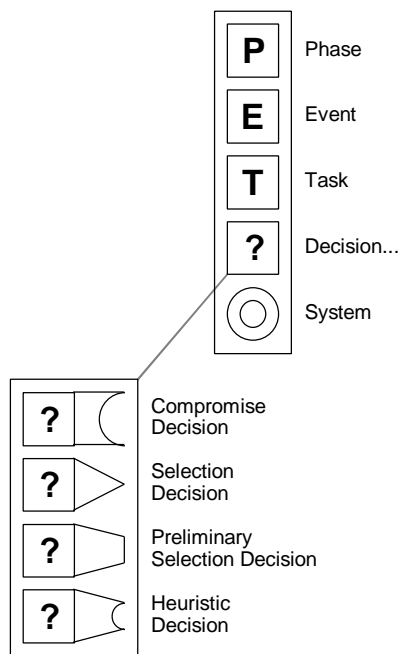 P Phase
E Event
T Task
? Decision...
System
? Compromise
Decision
? Selection
Decision
? Preliminary
Selection Decision
? Heuristic
Decision